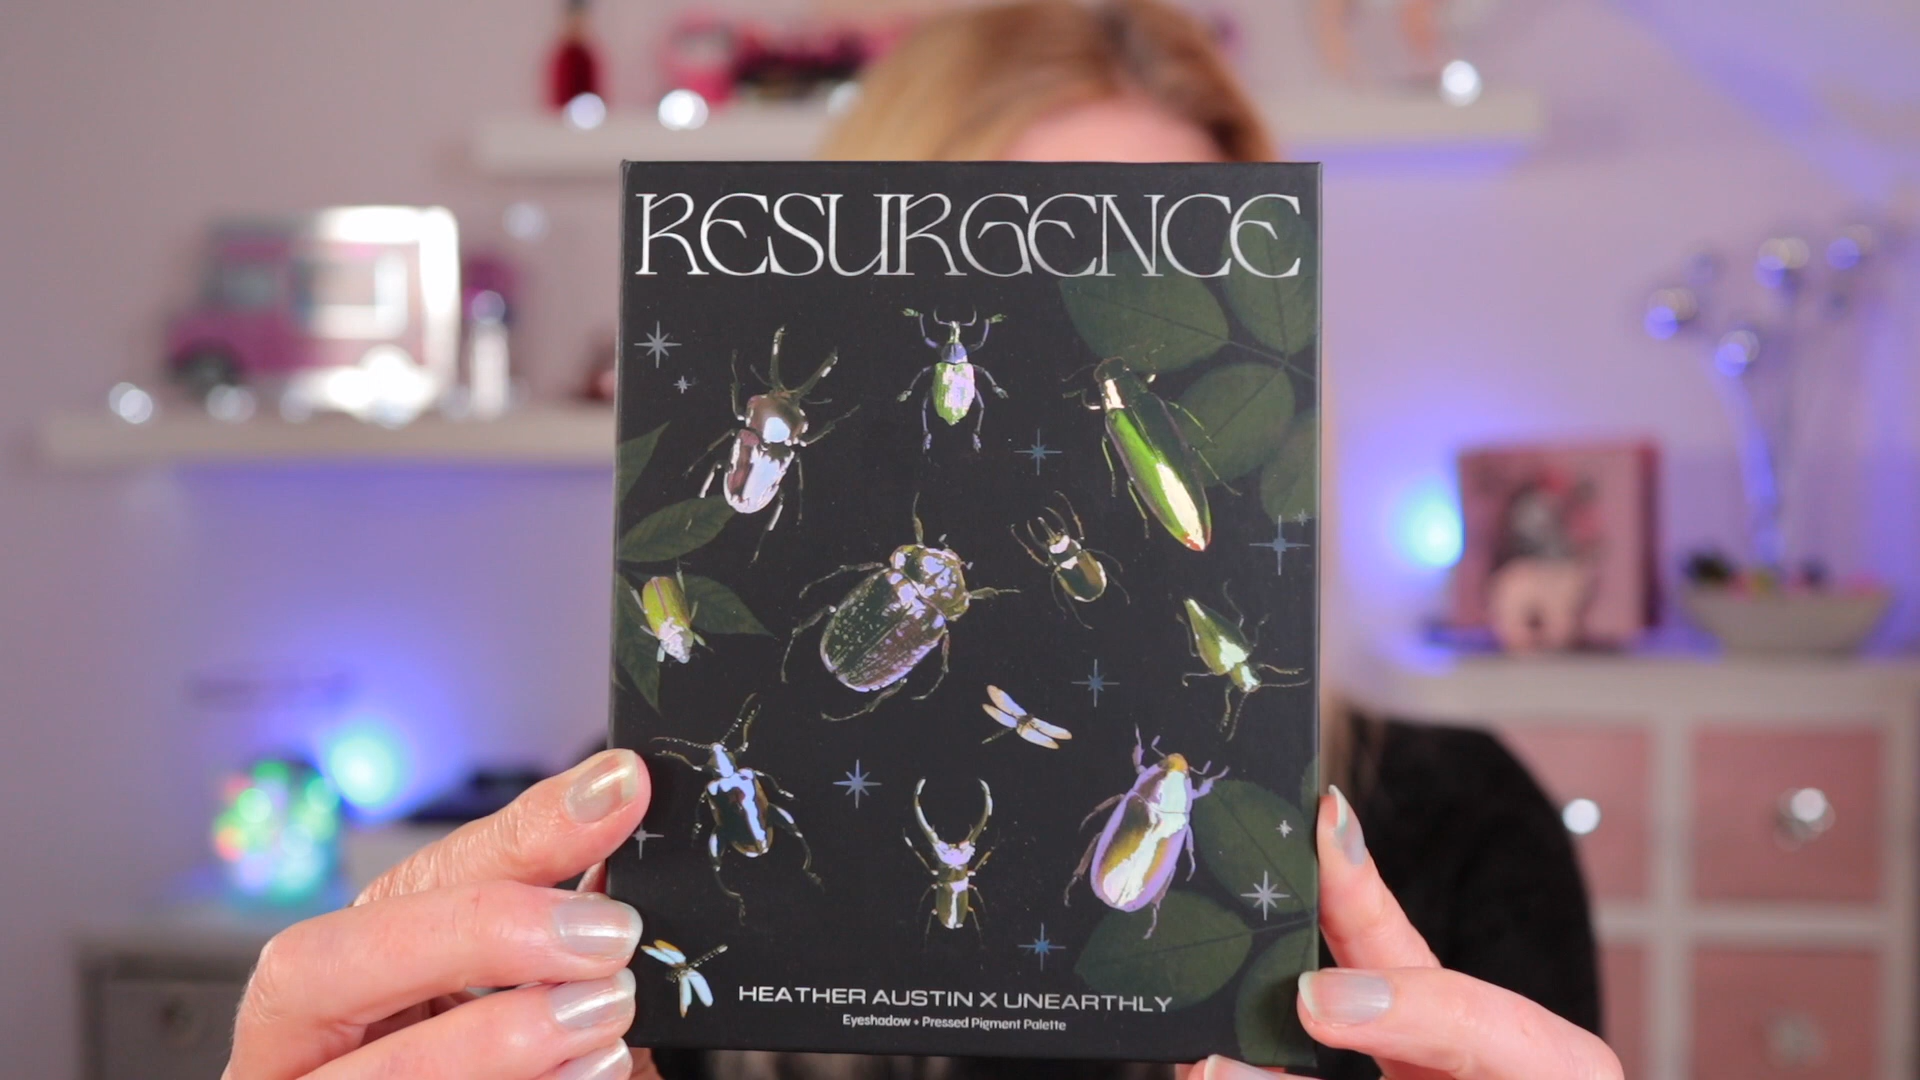 RESURGENCE
HEATHER AUSTIN X UNEARTHLY
Eyeshadow + Pressed Pigment Palette